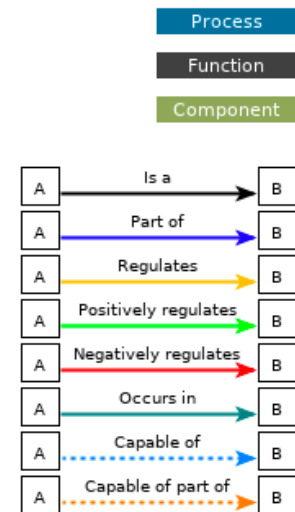 Process
Function
Component
A Is a B
A Part of B
A Regulates B
A Positively regulates B
A Negatively regulates B
A Occurs in B
A Capable of B
A Capable of part of B